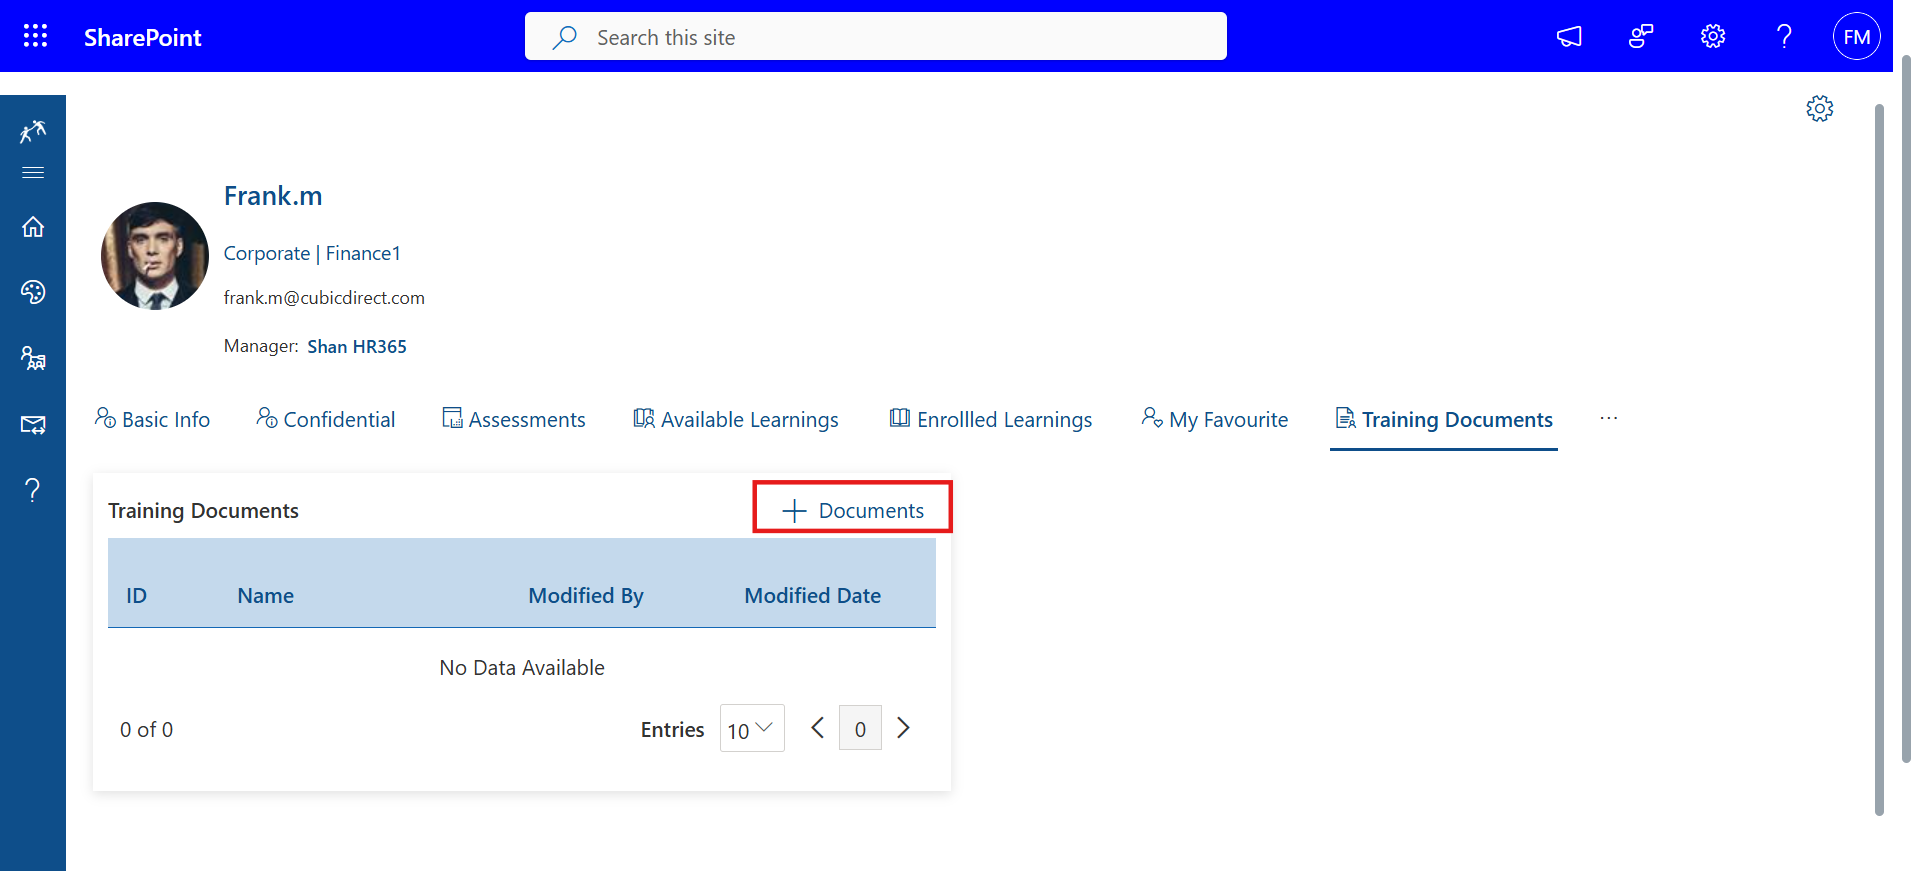 SharePoint
Search this site
FM
Frank.m
Corporate | Finance1
frank.m@cubicdirect.com
Manager: Shan HR365
Basic Info Confidential Assessments Available Learnings Enrollled Learnings My Favourite Training Documents ...
Training Documents + Documents
ID Name Modified By Modified Date
No Data Available
0 of 0 Entries 10 0